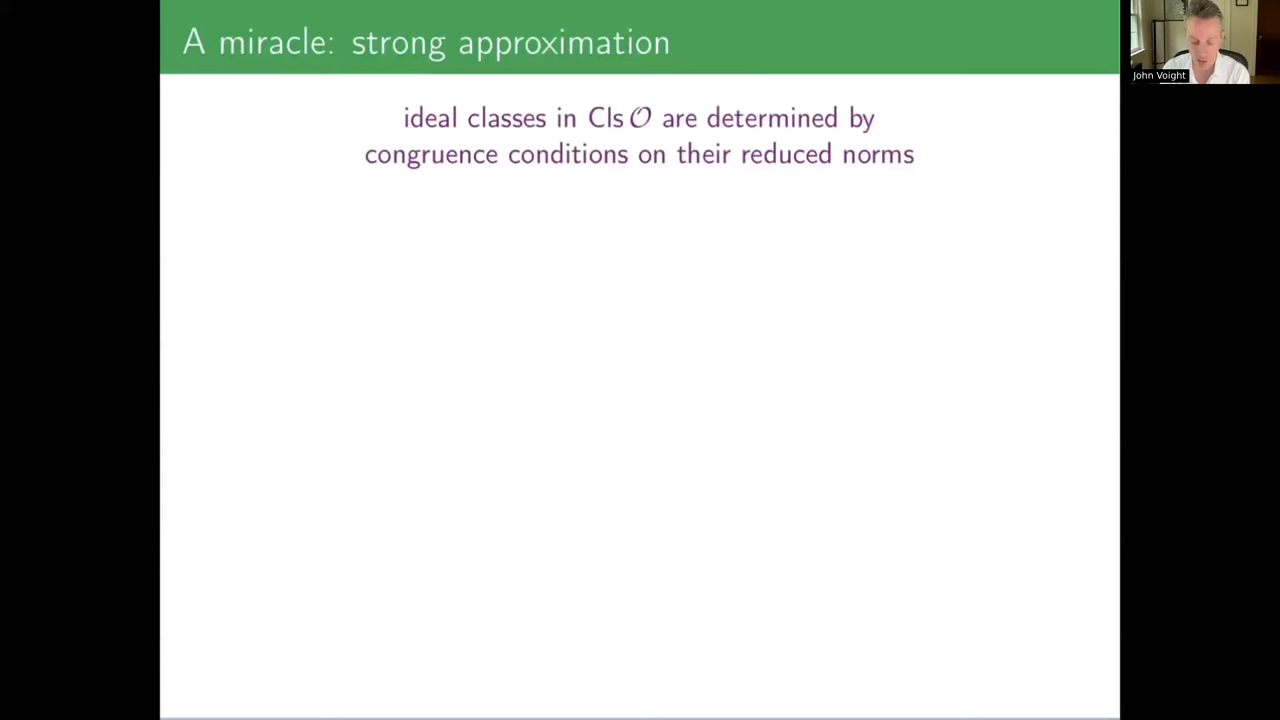 A miracle: strong approximation
ideal classes in Cls 𝒪 are determined by
congruence conditions on their reduced norms
John Voight